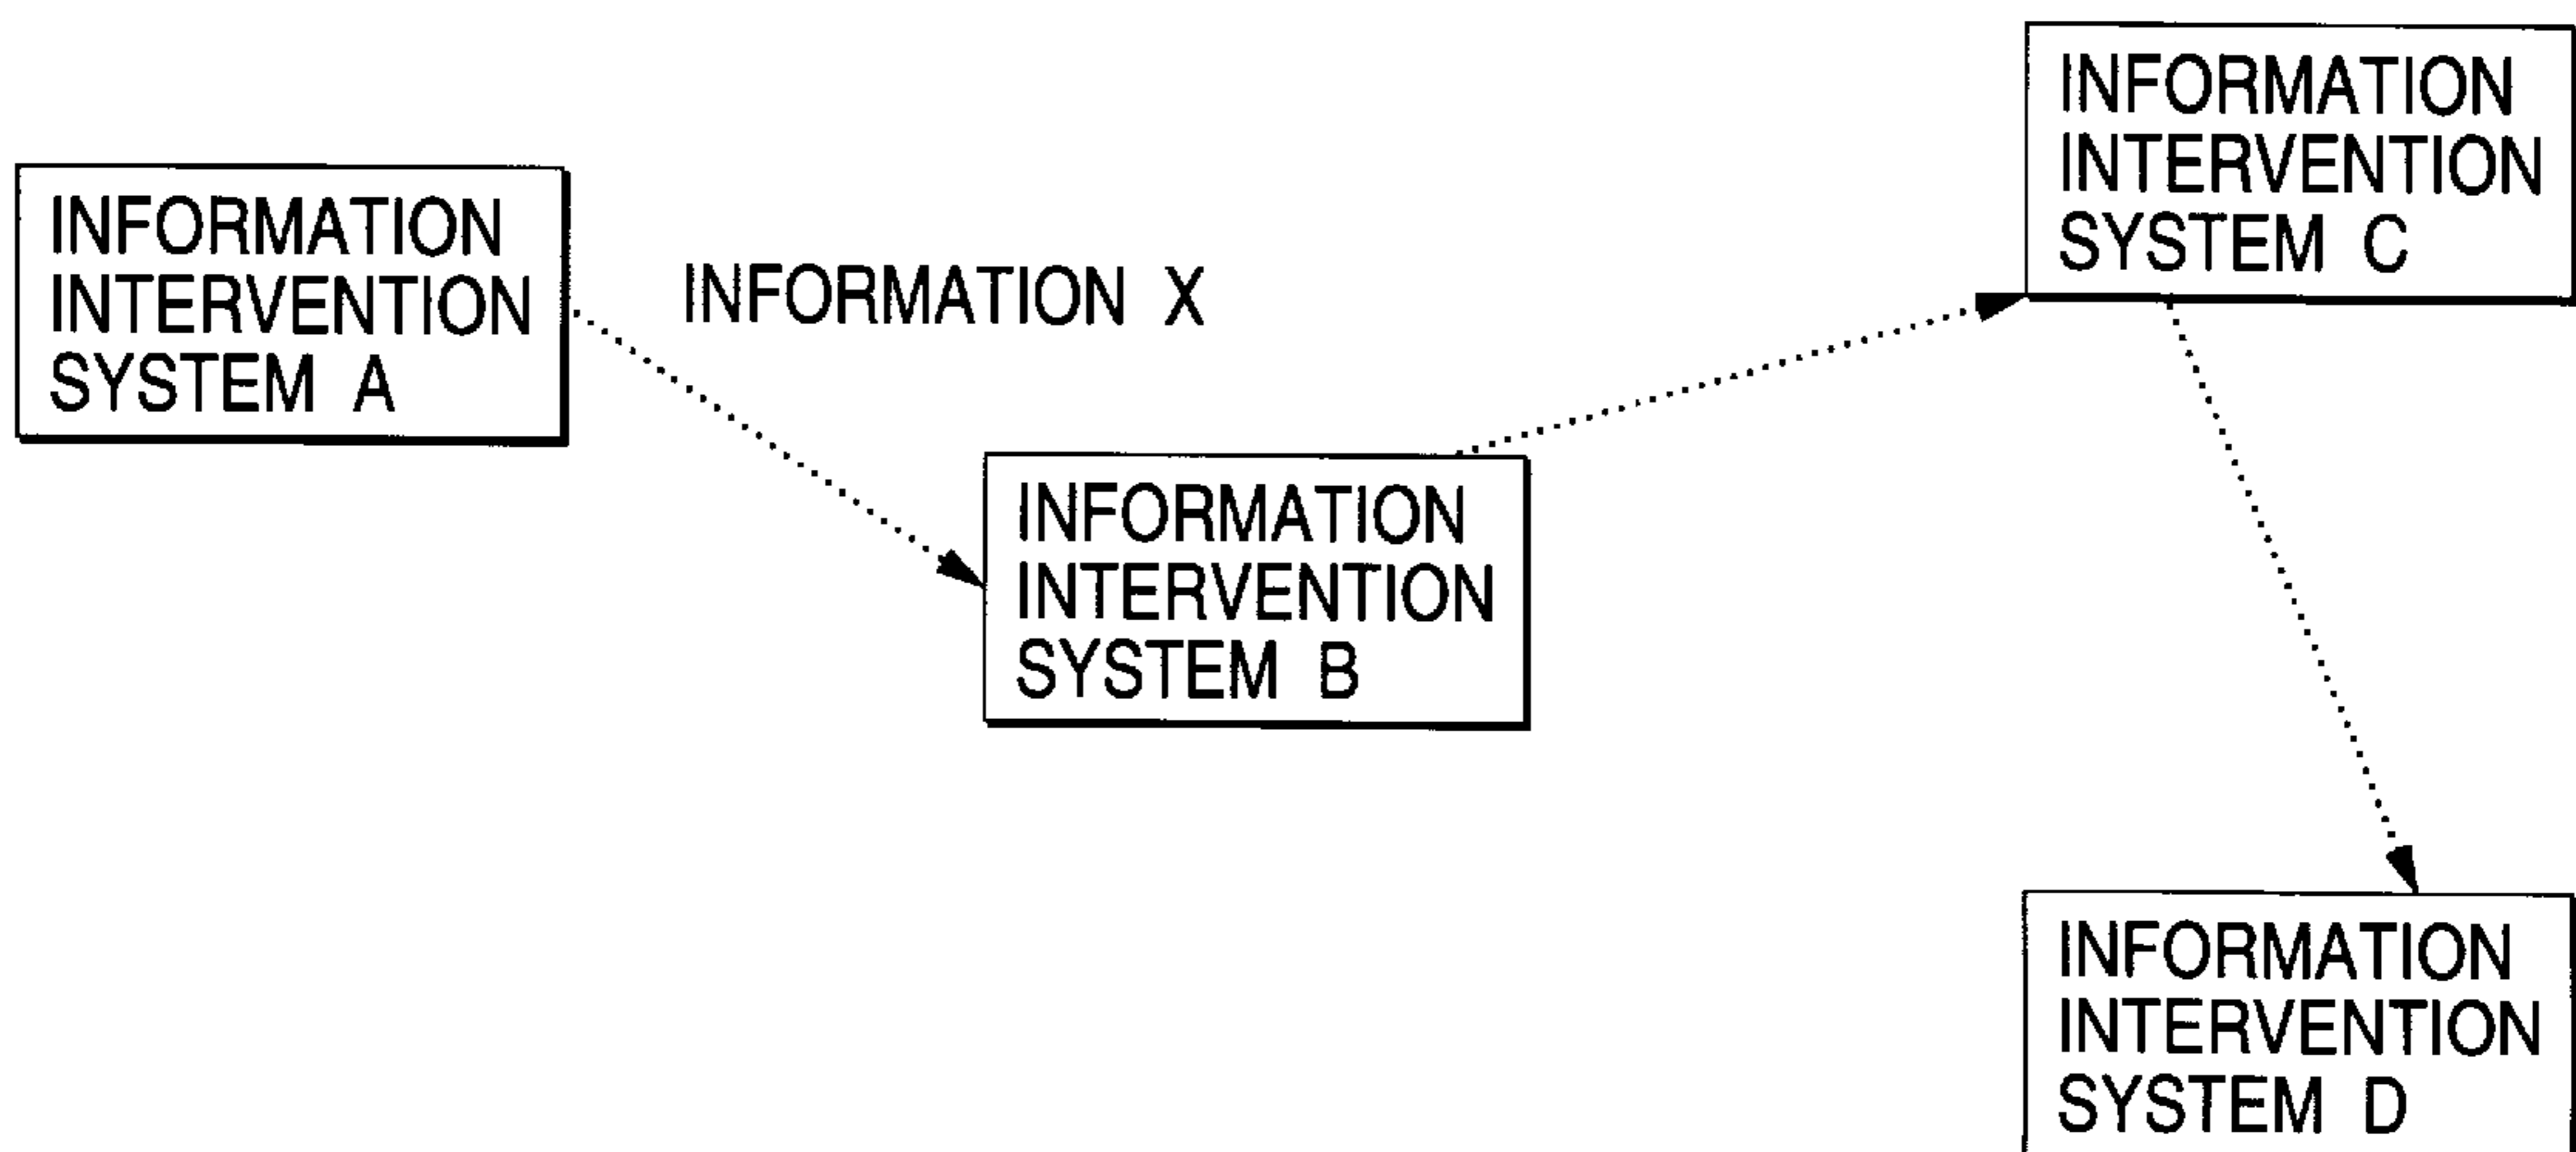 INFORMATION
INTERVENTION
SYSTEM A
INFORMATION X
INFORMATION
INTERVENTION
SYSTEM B
INFORMATION
INTERVENTION
SYSTEM C
INFORMATION
INTERVENTION
SYSTEM D